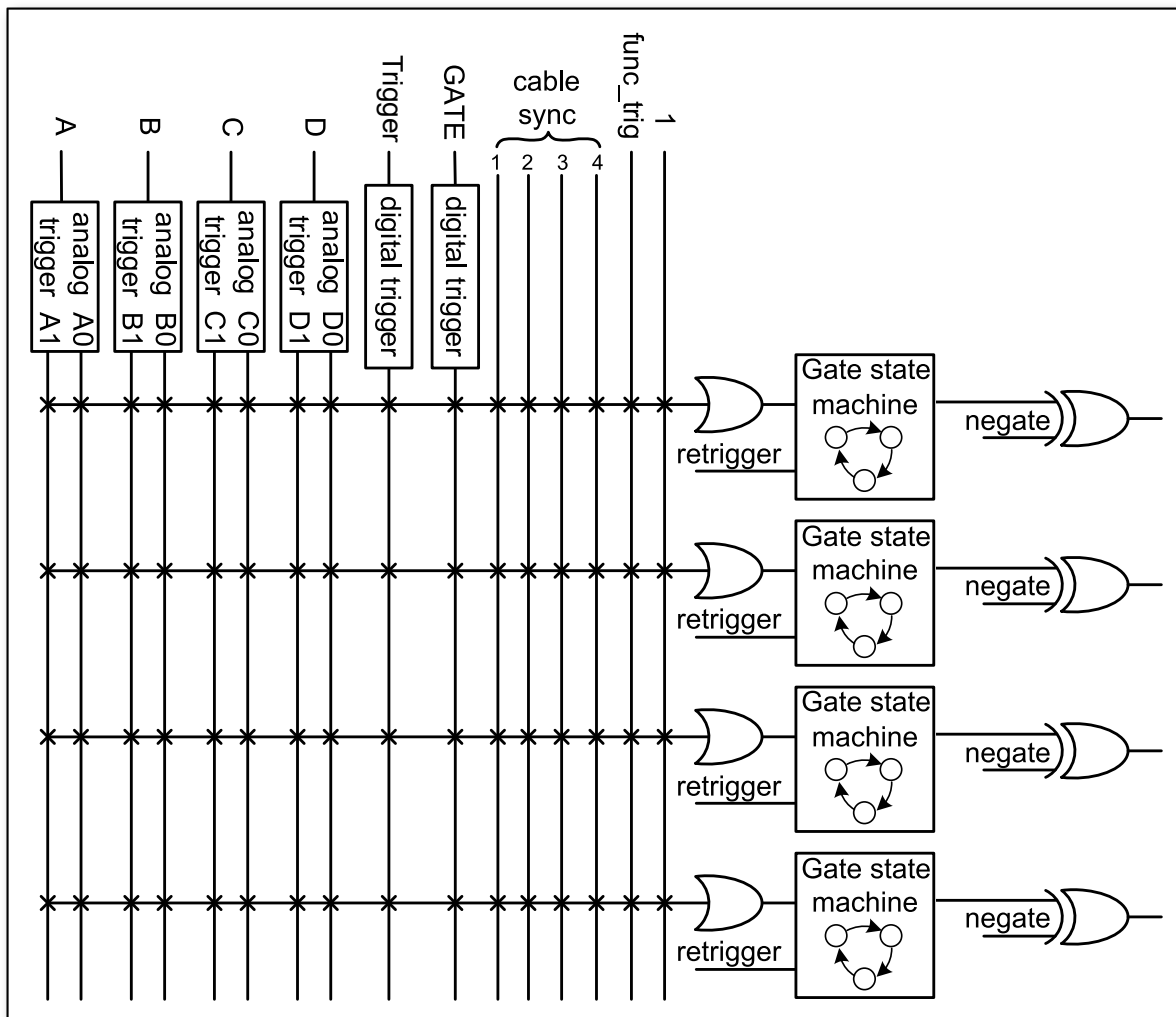 A
B
C
D
Trigger
GATE
cable
sync
1
2
3
4
func_trig
1
analog A0
trigger A1
analog B0
trigger B1
analog C0
trigger C1
analog D0
trigger D1
digital trigger
digital trigger
Gate state
machine
negate
retrigger
Gate state
machine
negate
retrigger
Gate state
machine
negate
retrigger
Gate state
machine
negate
retrigger